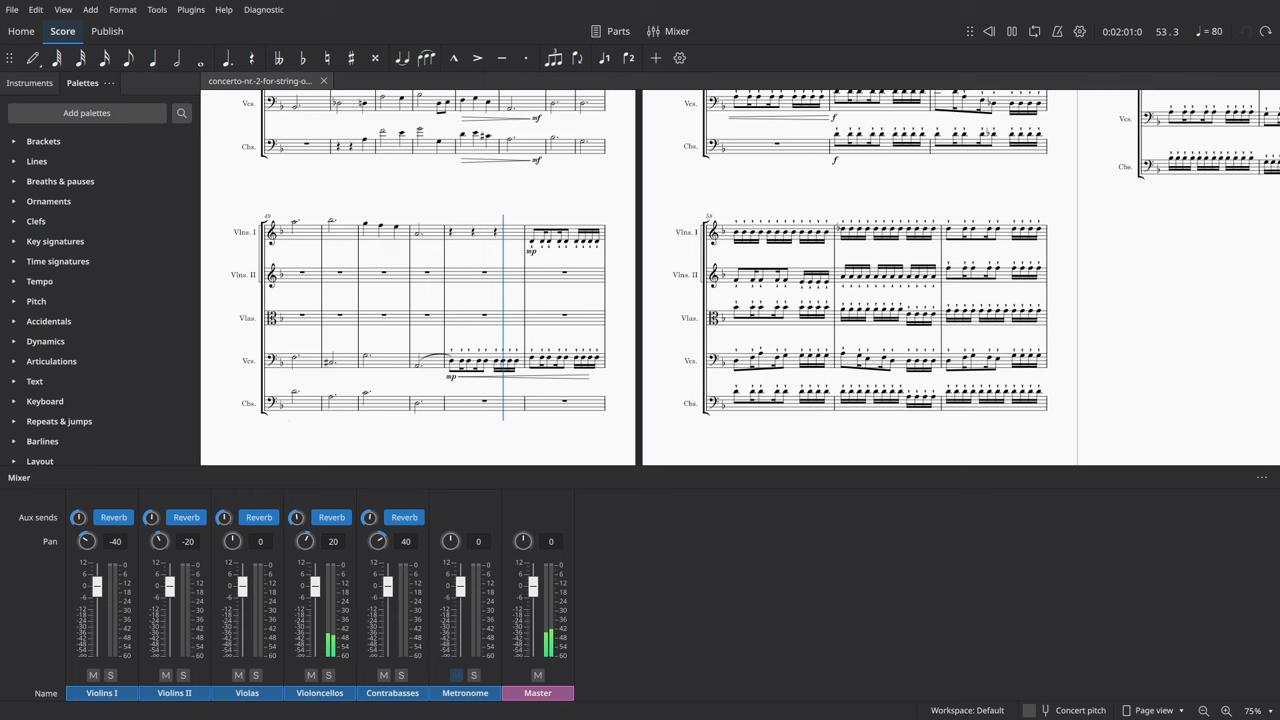 File Edit View Add Format Tools Plugins Help Diagnostic
Home Score Publish Parts Mixer 0:02:01:0 53 . 3 = 80
Instruments Palettes concerto-nr.-2-for-string-o...
Add palettes
Brackets
Lines
Breaths & pauses
Ornaments
Clefs
Key signatures
Time signatures
Tempo
Pitch
Accidentals
Dynamics
Articulations
Text
Keyboard
Repeats & jumps
Barlines
Layout
Vcs.
mf
Cbs.
mf
49
Vlns. I
mp
Vlns. II
Vlas.
Vcs.
mp
Cbs.
Vcs.
f
Cbs.
f
58
Vlns. I
Vlns. II
Vlas.
Vcs.
Cbs.
Vcs.
Cbs.
Mixer
Aux sends Reverb Reverb Reverb Reverb Reverb
Pan -40 -20 0 20 40 0 0
M S M S M S M S M S M S M
Name Violins I Violins II Violas Violoncellos Contrabasses Metronome Master
Workspace: Default Concert pitch Page view 75%